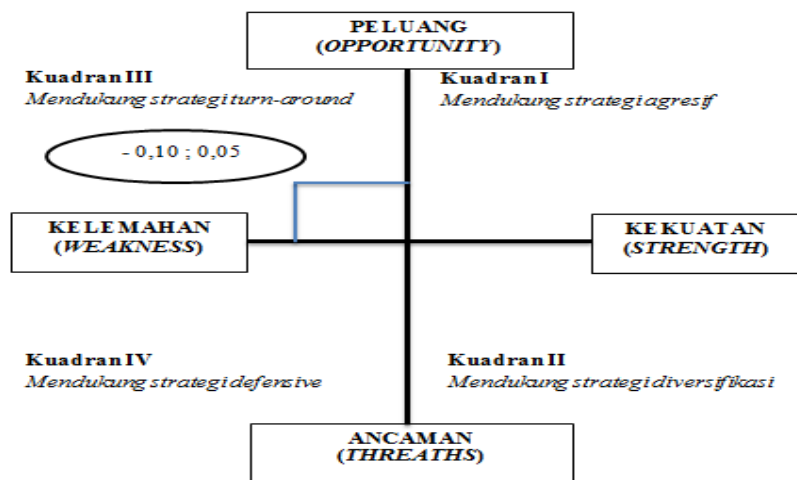 PELUANG
(OPPORTUNITY)
Kuadran III
Mendukung strategi turn-around
Kuadran I
Mendukung strategi agresif
- 0,10 ; 0,05
KELEMAHAN
(WEAKNESS)
KEKUATAN
(STRENGTH)
Kuadran IV
Mendukung strategi defensive
Kuadran II
Mendukung strategi diversifikasi
ANCAMAN
(THREATHS)